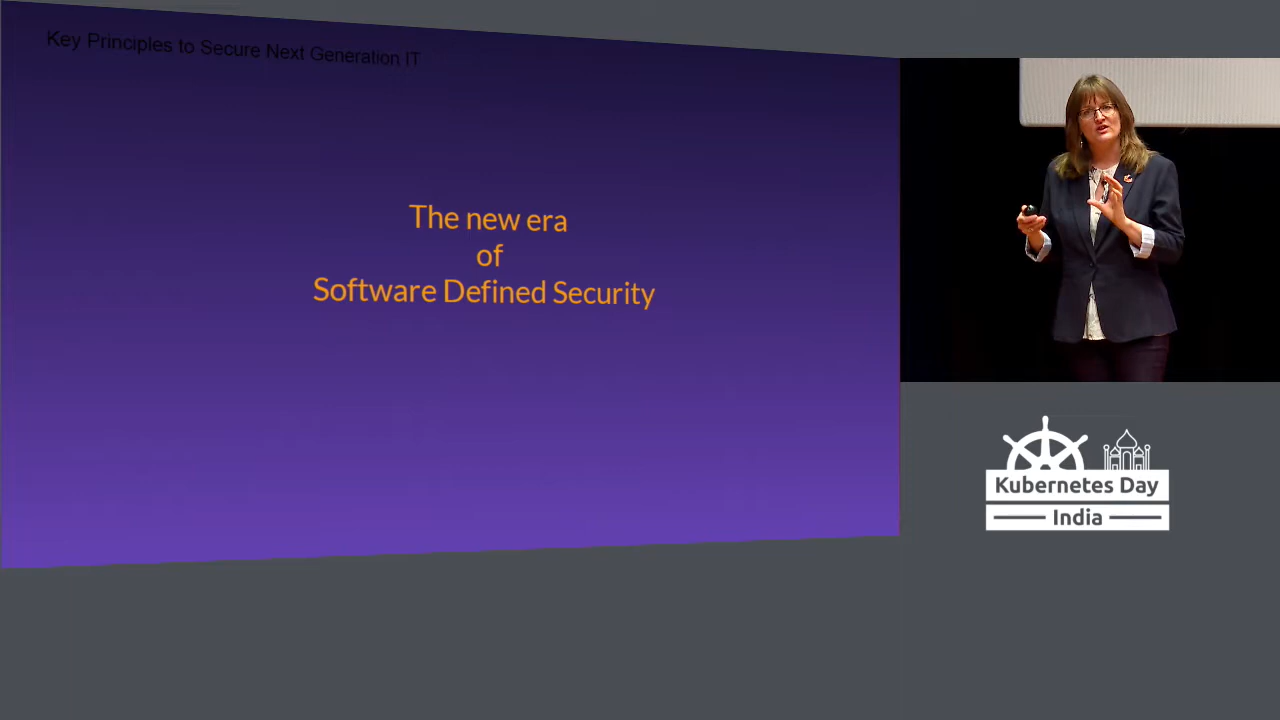 Key Principles to Secure Next Generation IT
The new era
of
Software Defined Security
Kubernetes Day
India